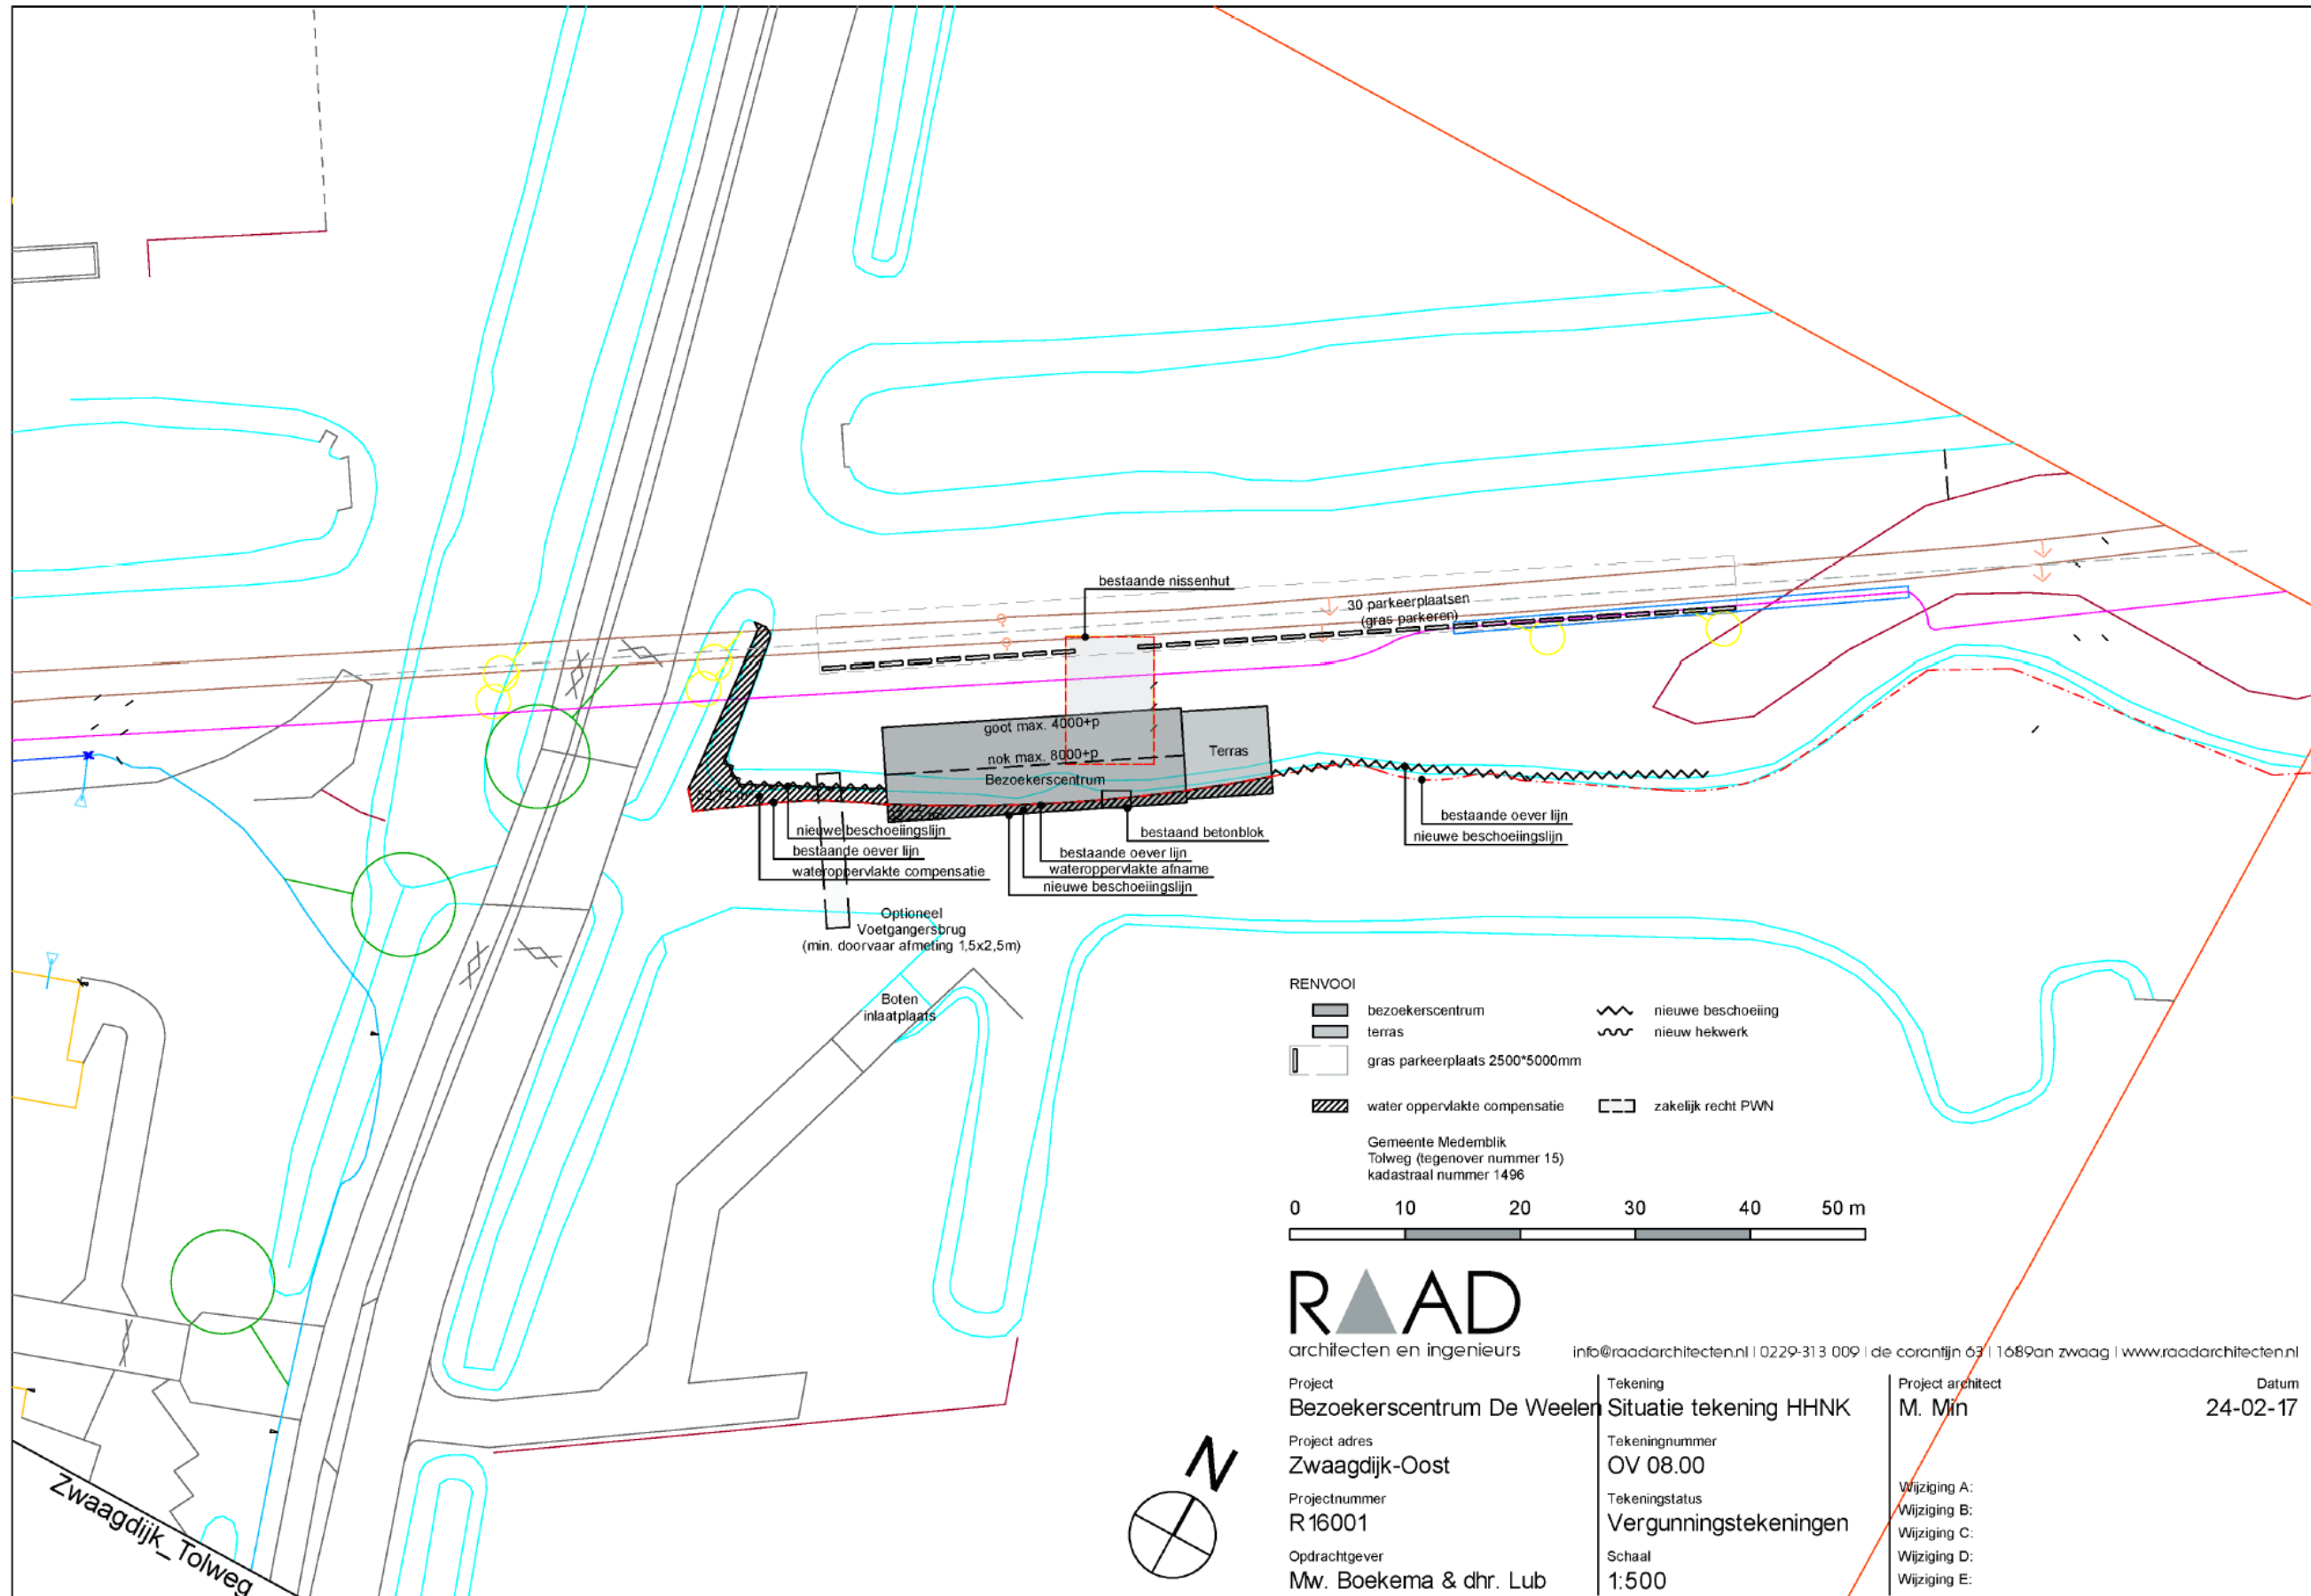 bestaande nissenhut
30 parkeerplaatsen
(gras parkeren)
goot max. 4000+p
nok max. 8000+p
Bezoekerscentrum
Terras
nieuwe beschoeiingslijn
bestaande oever lijn
wateroppervlakte compensatie
bestaand betonblok
bestaande oever lijn
wateroppervlakte afname
nieuwe beschoeiingslijn
bestaande oever lijn
nieuwe beschoeiingslijn
Optioneel
Voetgangersbrug
(min. doorvaar afmeting 1,5x2,5m)
Boten
inlaatplaats
RENVOOI
bezoekerscentrum
nieuwe beschoeiing
terras
nieuw hekwerk
gras parkeerplaats 2500*5000mm
water oppervlakte compensatie
zakelijk recht PWN
Gemeente Medemblik
Tolweg (tegenover nummer 15)
kadastraal nummer 1496
0 10 20 30 40 50 m
RAAD
architecten en ingenieurs
info@raadarchitecten.nl | 0229-313 009 | de corantijn 63 | 1689an zwaag | www.raadarchitecten.nl
Project
Bezoekerscentrum De Weelen
Project adres
Zwaagdijk-Oost
Projectnummer
R16001
Opdrachtgever
Mw. Boekema & dhr. Lub
Tekening
Situatie tekening HHNK
Tekeningnummer
OV 08.00
Tekeningstatus
Vergunningstekeningen
Schaal
1:500
Project architect
M. Min
Datum
24-02-17
Wijziging A:
Wijziging B:
Wijziging C:
Wijziging D:
Wijziging E:
N
Zwaagdijk_Tolweg